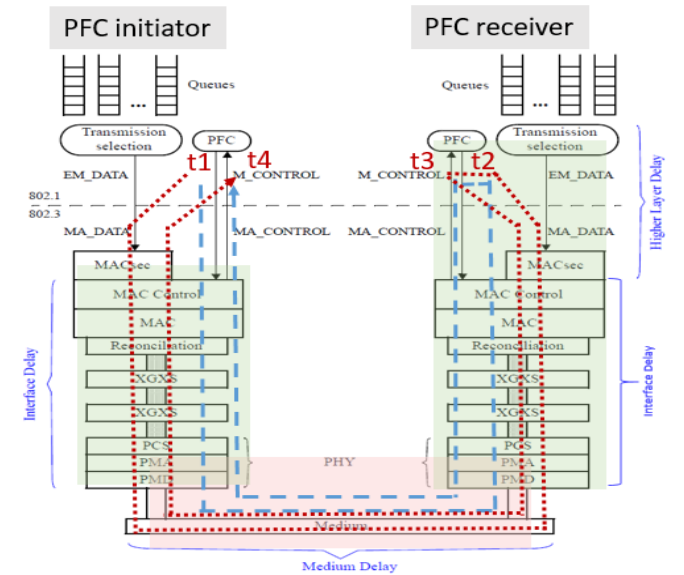 PFC initiator
PFC receiver
Queues
Queues
...
...
Transmission
selection
PFC
PFC
Transmission
selection
t1
t4
t3
t2
EM_DATA
M_CONTROL
M_CONTROL
EM_DATA
802.1
802.3
MA_DATA
MA_CONTROL
MA_CONTROL
MA_DATA
Higher Layer Delay
MACsec
MACsec
MAC Control
MAC Control
MAC
MAC
Reconciliation
Reconciliation
Interface Delay
Interface Delay
XGXS
XGXS
XGXS
XGXS
PCS
PCS
PMA
PHY
PMA
PMD
PMD
Medium
Medium Delay